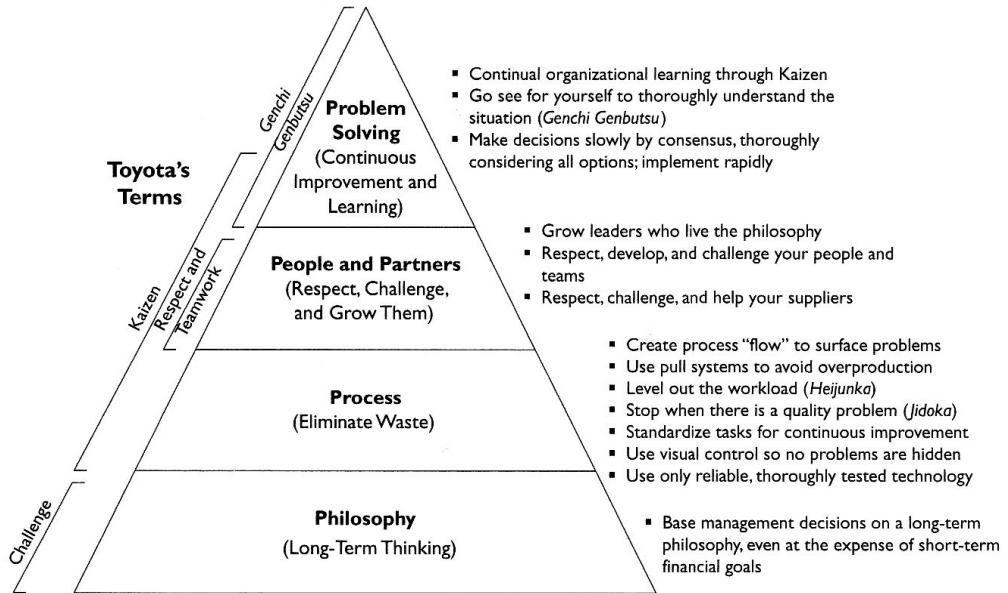 Toyota's
Terms
Genchi
Genbutsu
Kaizen
Respect and
Teamwork
Challenge
Problem
Solving
(Continuous
Improvement and
Learning)
▪ Continual organizational learning through Kaizen
▪ Go see for yourself to thoroughly understand the
situation (Genchi Genbutsu)
▪ Make decisions slowly by consensus, thoroughly
considering all options; implement rapidly
People and Partners
(Respect, Challenge,
and Grow Them)
▪ Grow leaders who live the philosophy
▪ Respect, develop, and challenge your people and
teams
▪ Respect, challenge, and help your suppliers
Process
(Eliminate Waste)
▪ Create process “flow” to surface problems
▪ Use pull systems to avoid overproduction
▪ Level out the workload (Heijunka)
▪ Stop when there is a quality problem (Jidoka)
▪ Standardize tasks for continuous improvement
▪ Use visual control so no problems are hidden
▪ Use only reliable, thoroughly tested technology
Philosophy
(Long-Term Thinking)
▪ Base management decisions on a long-term
philosophy, even at the expense of short-term
financial goals